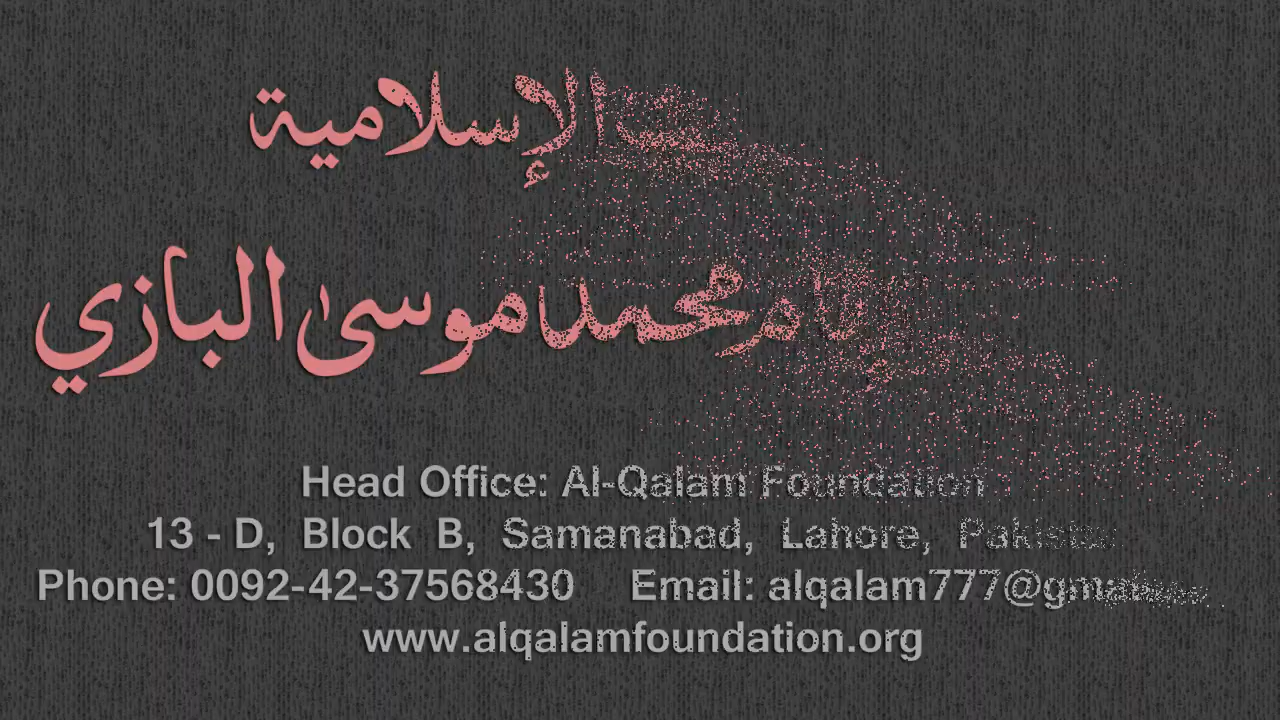 الإسلامية
محمد موسىٰ البازي
Head Office: Al-Qalam Foundation
13 - D, Block B, Samanabad, Lahore, Pakistan
Phone: 0092-42-37568430 Email:
www.alqalamfoundation.org